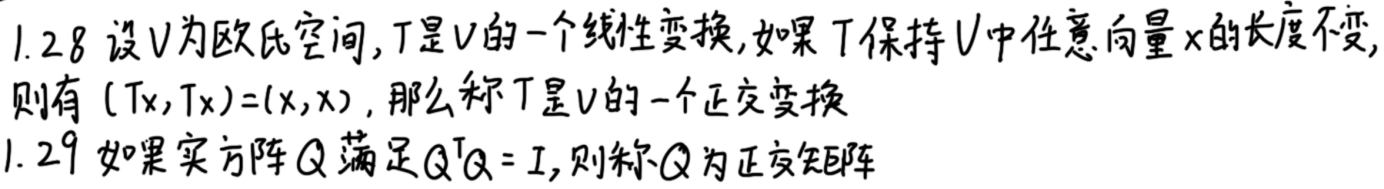 1.28 设V为欧氏空间,T是V的一个线性变换,如果T保持V中任意向量x的长度不变,
则有 (Tx,Tx)=(x,x), 那么称T是V的一个正交变换
1.29 如果实方阵Q满足QᵀQ=I,则称Q为正交矩阵